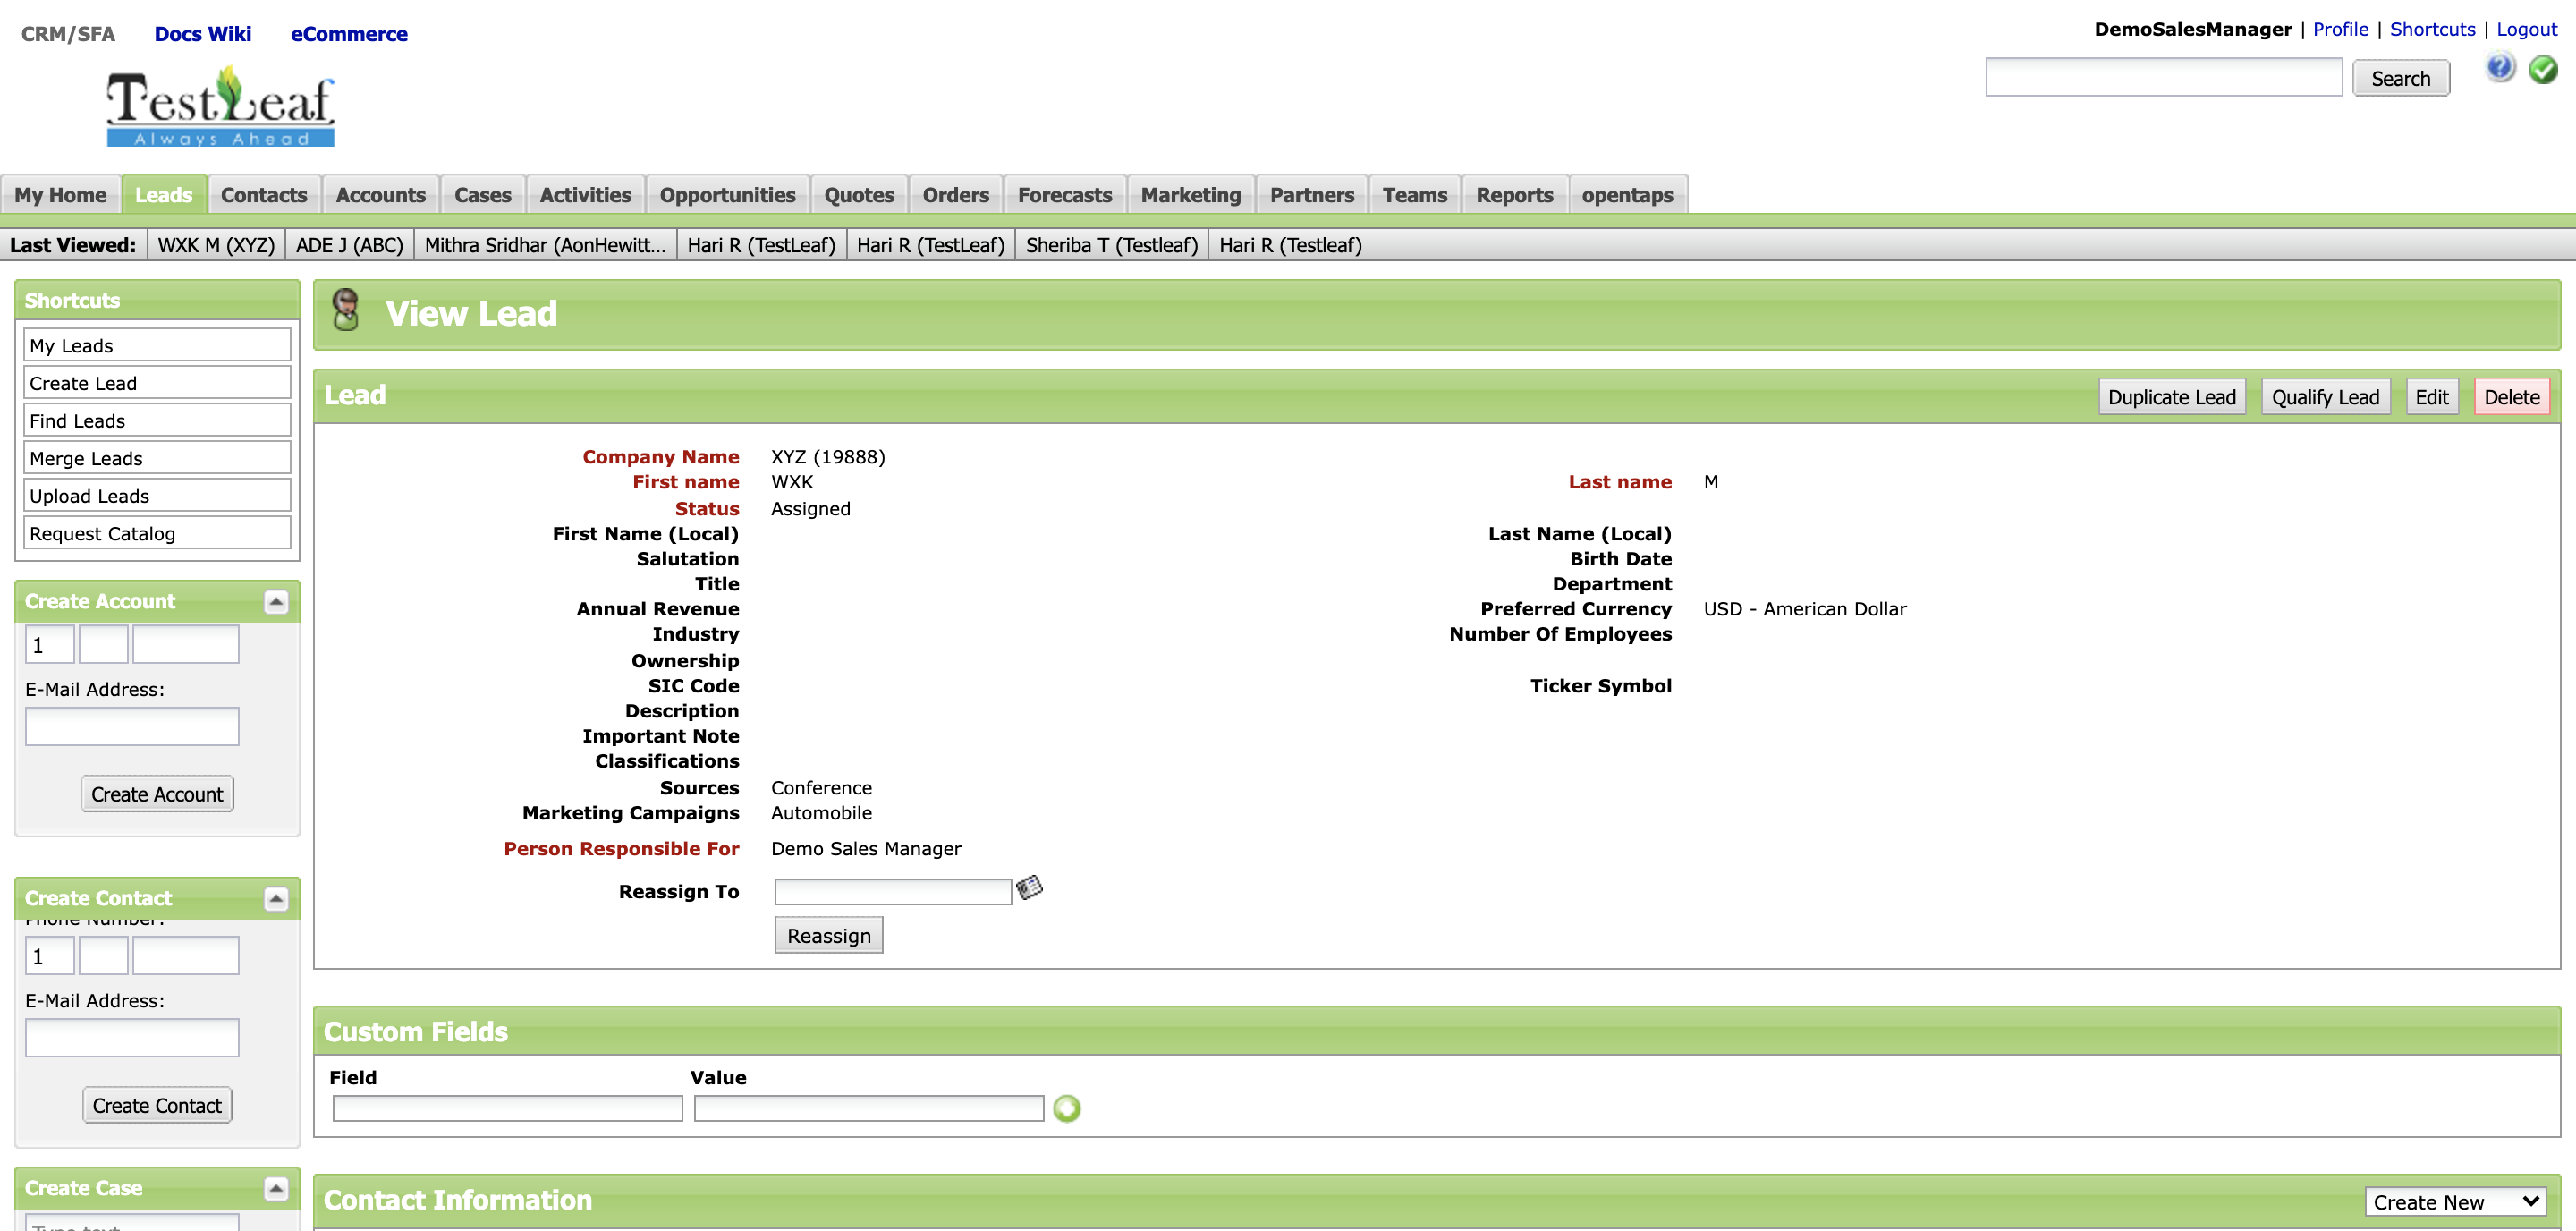 CRM/SFA Docs Wiki eCommerce
DemoSalesManager | Profile | Shortcuts | Logout
Search
TestLeaf
Always Ahead
My Home Leads Contacts Accounts Cases Activities Opportunities Quotes Orders Forecasts Marketing Partners Teams Reports opentaps
Last Viewed: WXK M (XYZ) ADE J (ABC) Mithra Sridhar (AonHewitt... Hari R (TestLeaf) Hari R (TestLeaf) Sheriba T (Testleaf) Hari R (Testleaf)
Shortcuts
My Leads
Create Lead
Find Leads
Merge Leads
Upload Leads
Request Catalog
Create Account
1
E-Mail Address:
Create Account
Create Contact
Phone Number:
1
E-Mail Address:
Create Contact
Create Case
Type text
View Lead
Lead
Duplicate Lead Qualify Lead Edit Delete
Company Name XYZ (19888)
First name WXK Last name M
Status Assigned
First Name (Local) Last Name (Local)
Salutation Birth Date
Title Department
Annual Revenue Preferred Currency USD - American Dollar
Industry Number Of Employees
Ownership
SIC Code Ticker Symbol
Description
Important Note
Classifications
Sources Conference
Marketing Campaigns Automobile
Person Responsible For Demo Sales Manager
Reassign To
Reassign
Custom Fields
Field Value
Contact Information
Create New